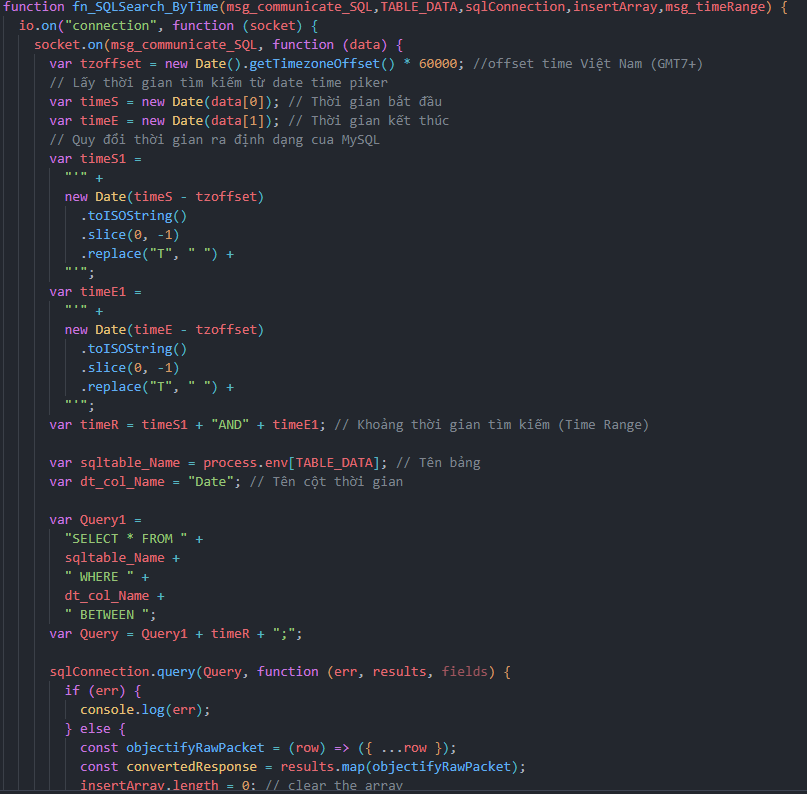 function fn_SQLSearch_ByTime(msg_communicate_SQL,TABLE_DATA,sqlConnection,insertArray,msg_timeRange) {
  io.on("connection", function (socket) {
    socket.on(msg_communicate_SQL, function (data) {
      var tzoffset = new Date().getTimezoneOffset() * 60000; //offset time Việt Nam (GMT7+)
      // Lấy thời gian tìm kiếm từ date time piker
      var timeS = new Date(data[0]); // Thời gian bắt đầu
      var timeE = new Date(data[1]); // Thời gian kết thúc
      // Quy đổi thời gian ra định dạng cua MySQL
      var timeS1 =
        "'" +
        new Date(timeS - tzoffset)
          .toISOString()
          .slice(0, -1)
          .replace("T", " ") +
        "'";
      var timeE1 =
        "'" +
        new Date(timeE - tzoffset)
          .toISOString()
          .slice(0, -1)
          .replace("T", " ") +
        "'";
      var timeR = timeS1 + "AND" + timeE1; // Khoảng thời gian tìm kiếm (Time Range)

      var sqltable_Name = process.env[TABLE_DATA]; // Tên bảng
      var dt_col_Name = "Date"; // Tên cột thời gian

      var Query1 =
        "SELECT * FROM " +
        sqltable_Name +
        " WHERE " +
        dt_col_Name +
        " BETWEEN ";
      var Query = Query1 + timeR + ";";

      sqlConnection.query(Query, function (err, results, fields) {
        if (err) {
          console.log(err);
        } else {
          const objectifyRawPacket = (row) => ({ ...row });
          const convertedResponse = results.map(objectifyRawPacket);
          insertArray.length = 0; // clear the array